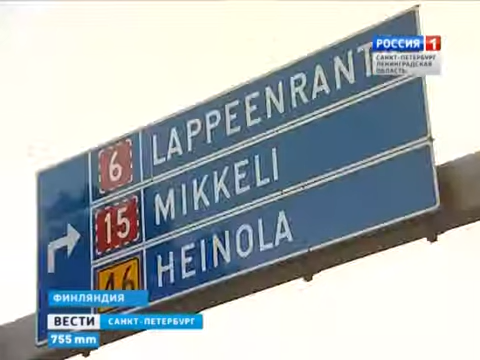 РОССИЯ 1
САНКТ-ПЕТЕРБУРГ
ЛЕНИНГРАДСКАЯ
ОБЛАСТЬ
6 LAPPEENRANT
15 MIKKELI
46 HEINOLA
ФИНЛЯНДИЯ
ВЕСТИ САНКТ-ПЕТЕРБУРГ
755 mm